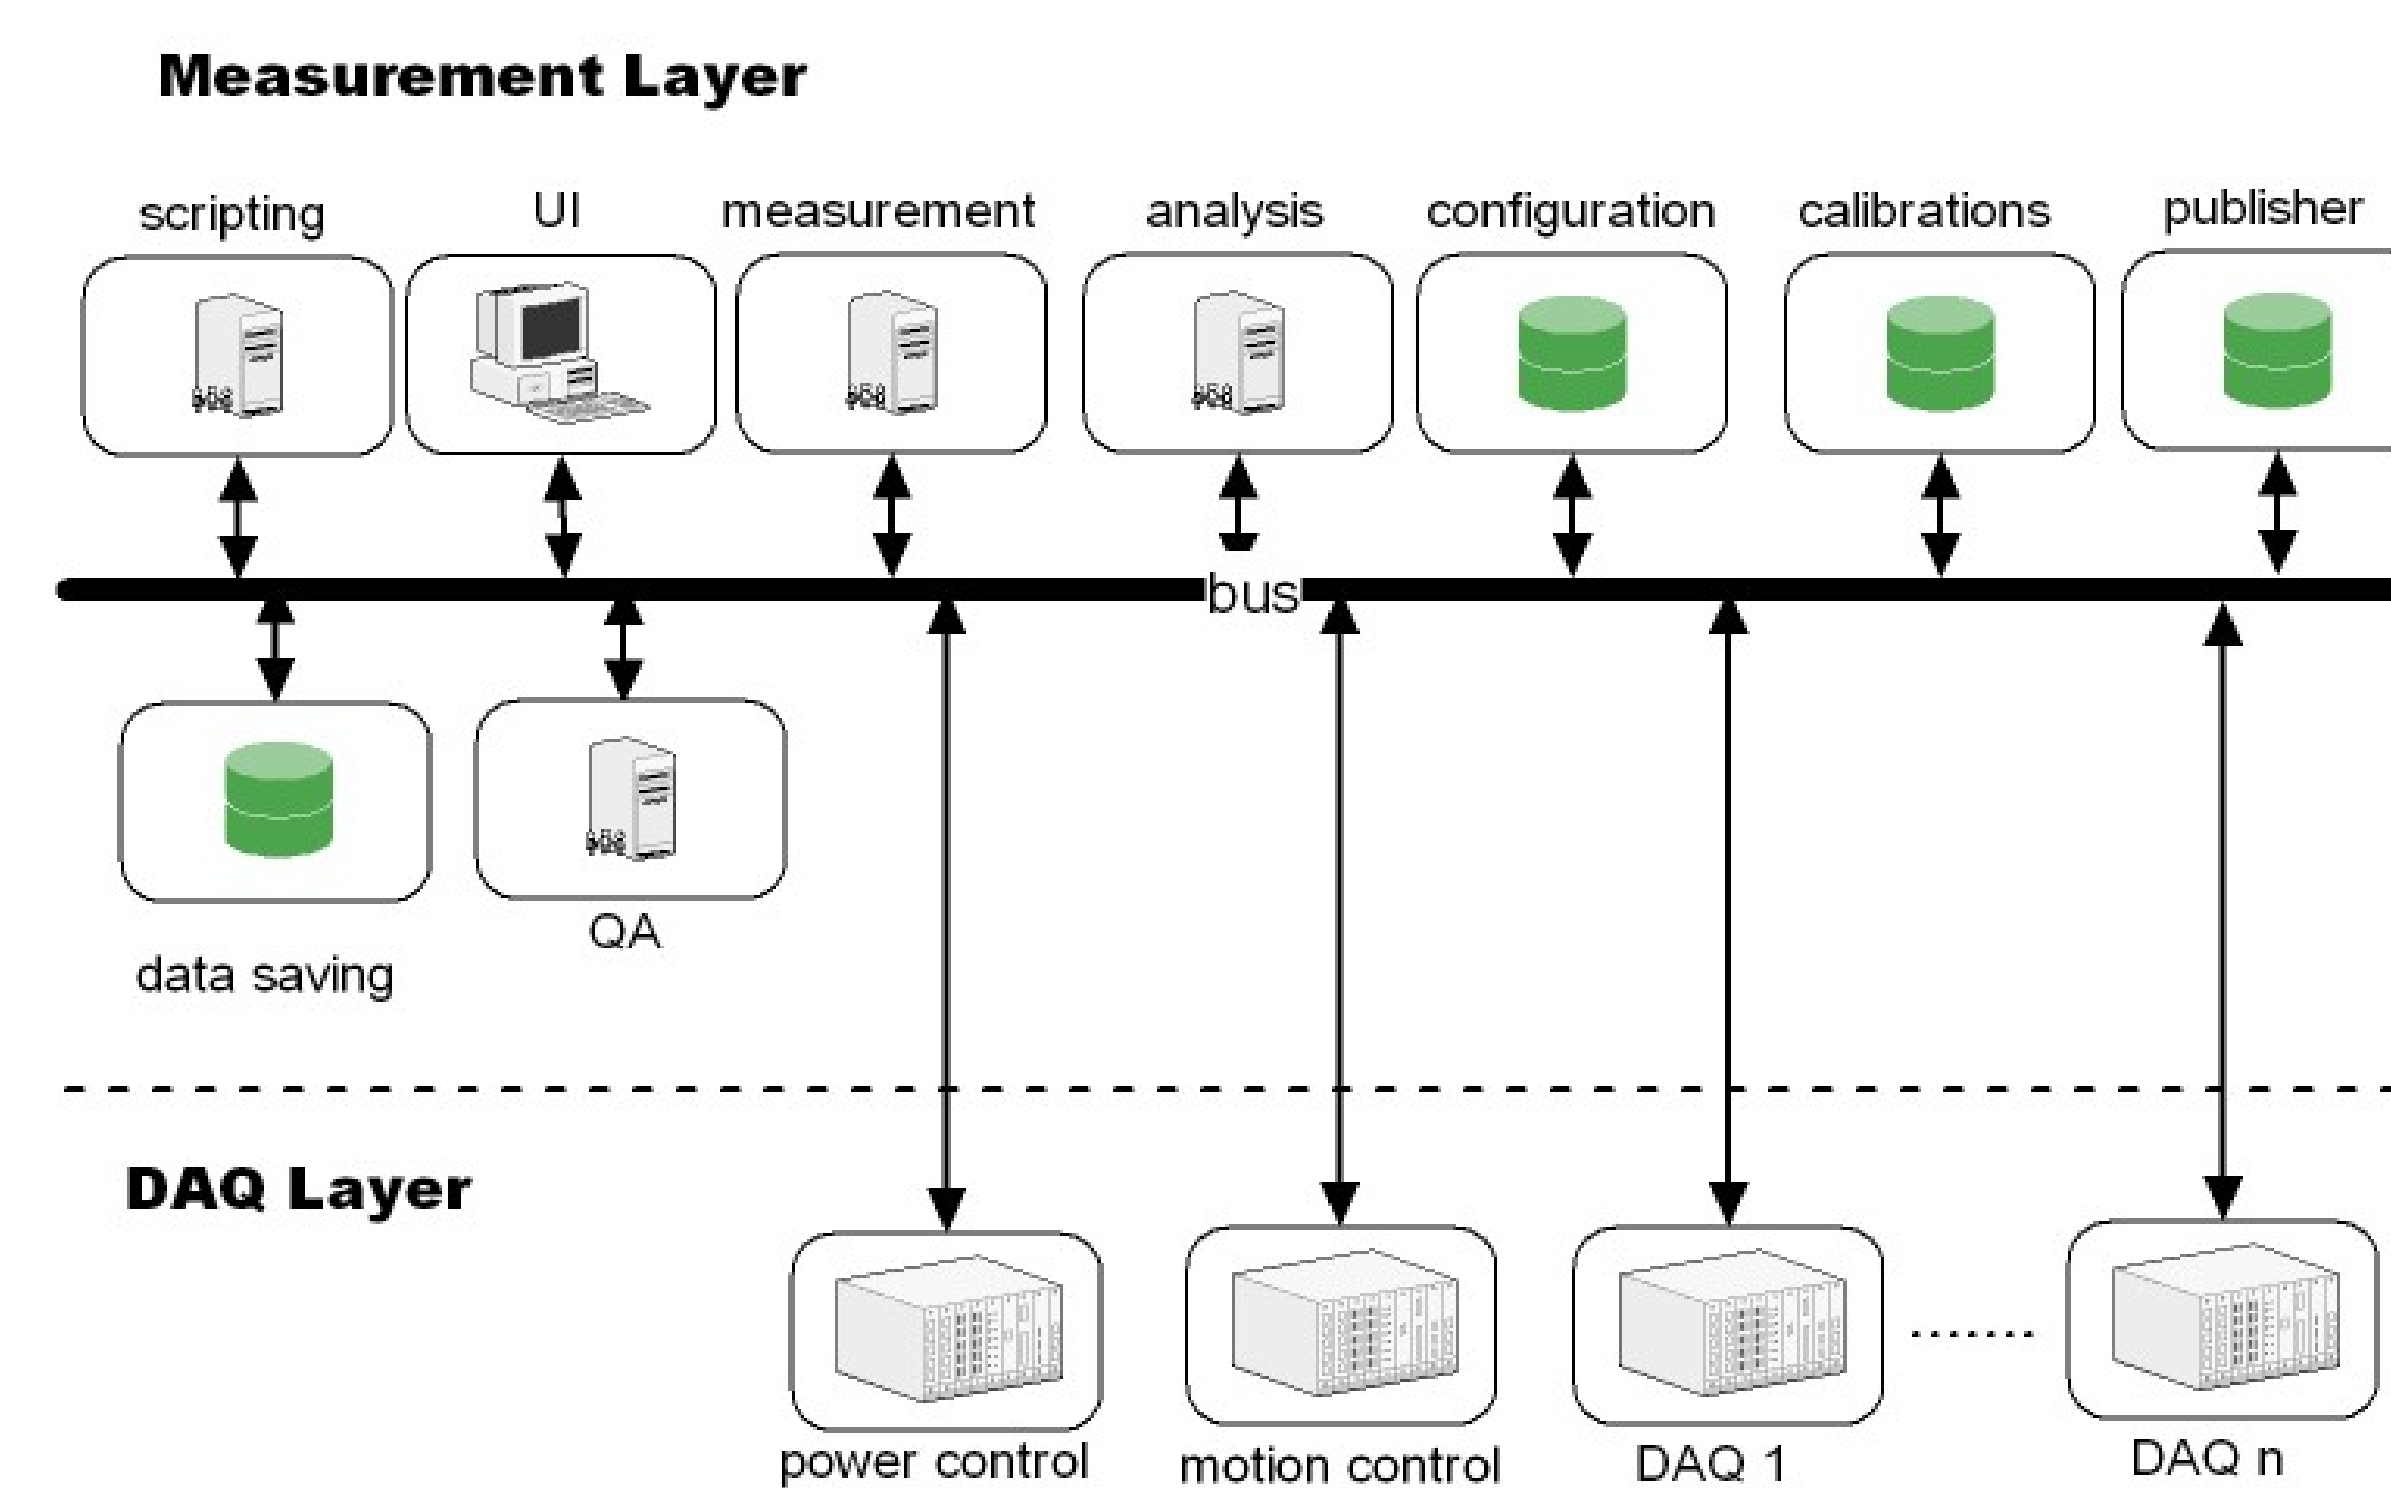 Measurement Layer
scripting
UI
measurement
analysis
configuration
calibrations
publisher
bus
data saving
QA
DAQ Layer
power control
motion control
DAQ 1
DAQ n